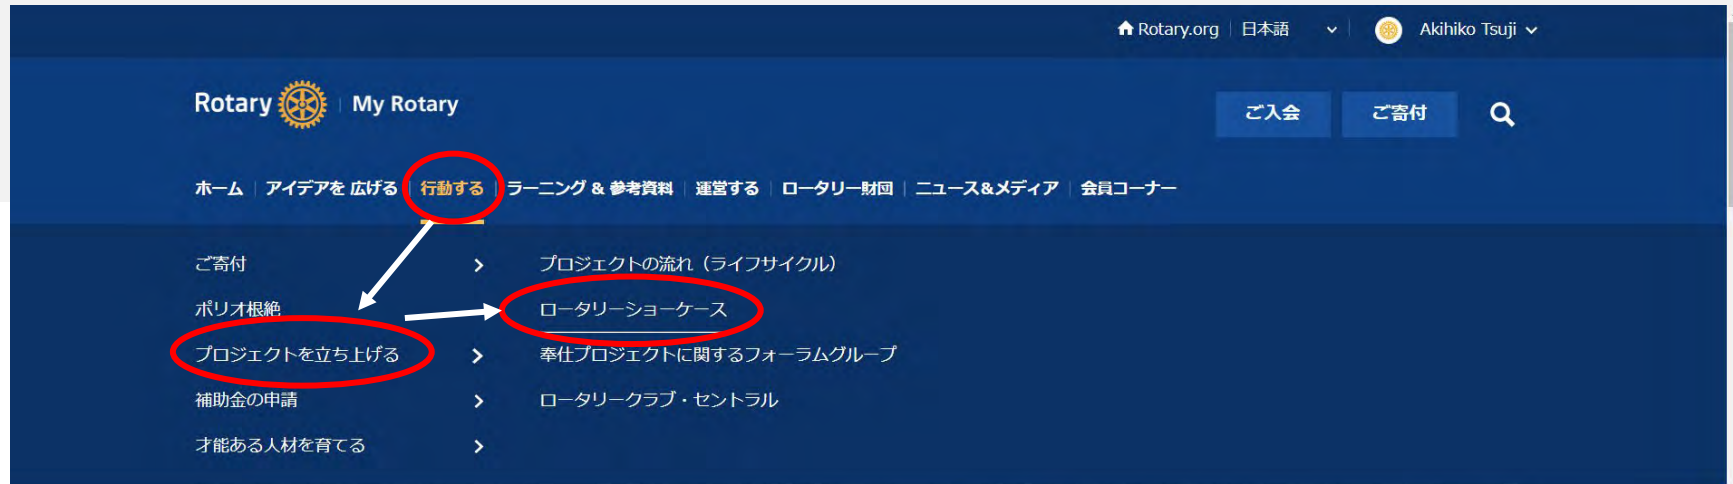 Rotary.org 日本語 Akihiko Tsuji
Rotary My Rotary
ご入会 ご寄付
ホーム アイデアを 広げる 行動する ラーニング & 参考資料 運営する ロータリー財団 ニュース&メディア 会員コーナー
ご寄付
ポリオ根絶
プロジェクトを立ち上げる
補助金の申請
才能ある人材を育てる
プロジェクトの流れ（ライフサイクル）
ロータリーショーケース
奉仕プロジェクトに関するフォーラムグループ
ロータリークラブ・セントラル